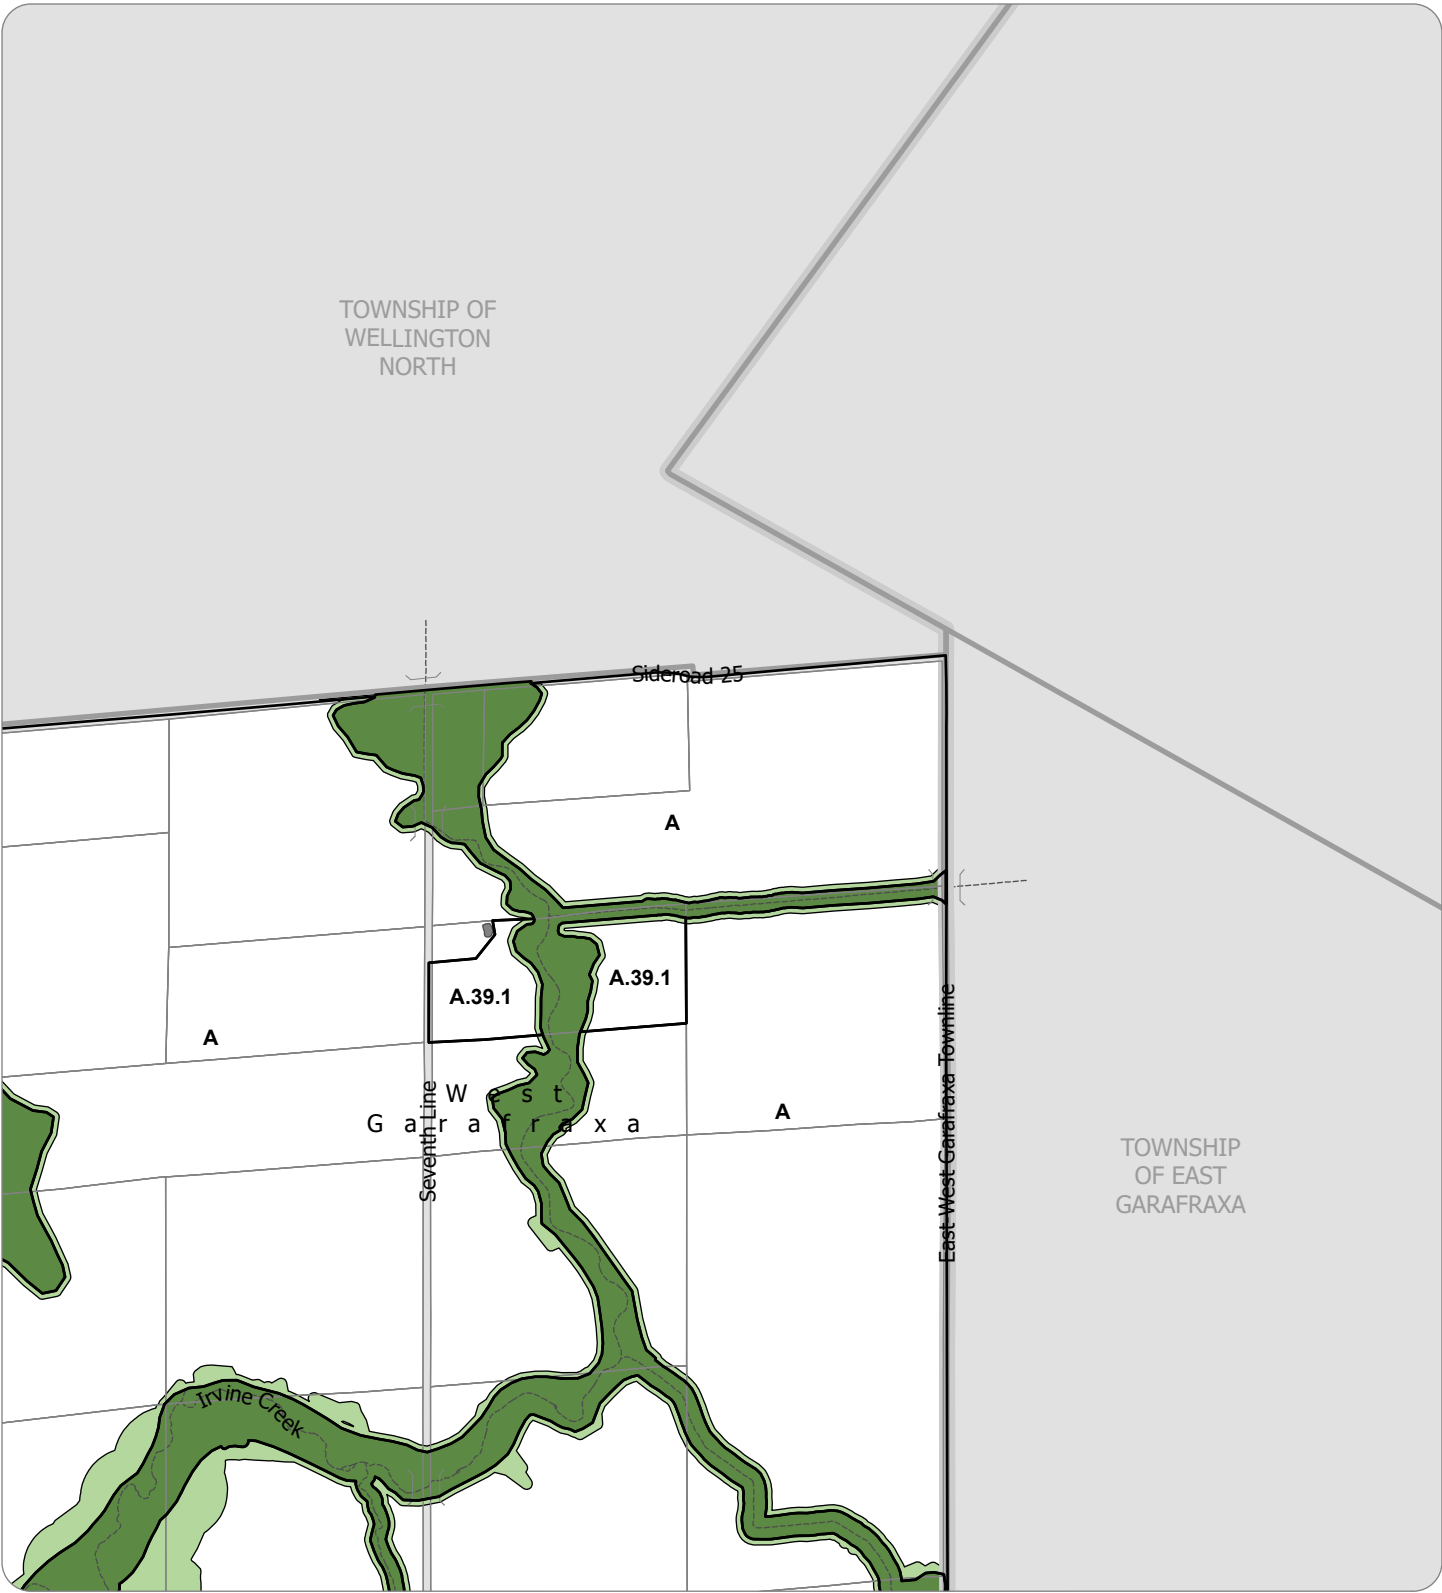 TOWNSHIP OF
WELLINGTON
NORTH
Sideroad 25
A
A.39.1
A.39.1
A
West
Garafraxa
Seventh Line
A
East West Garafraxa Townline
TOWNSHIP
OF EAST
GARAFRAXA
Irvine Creek